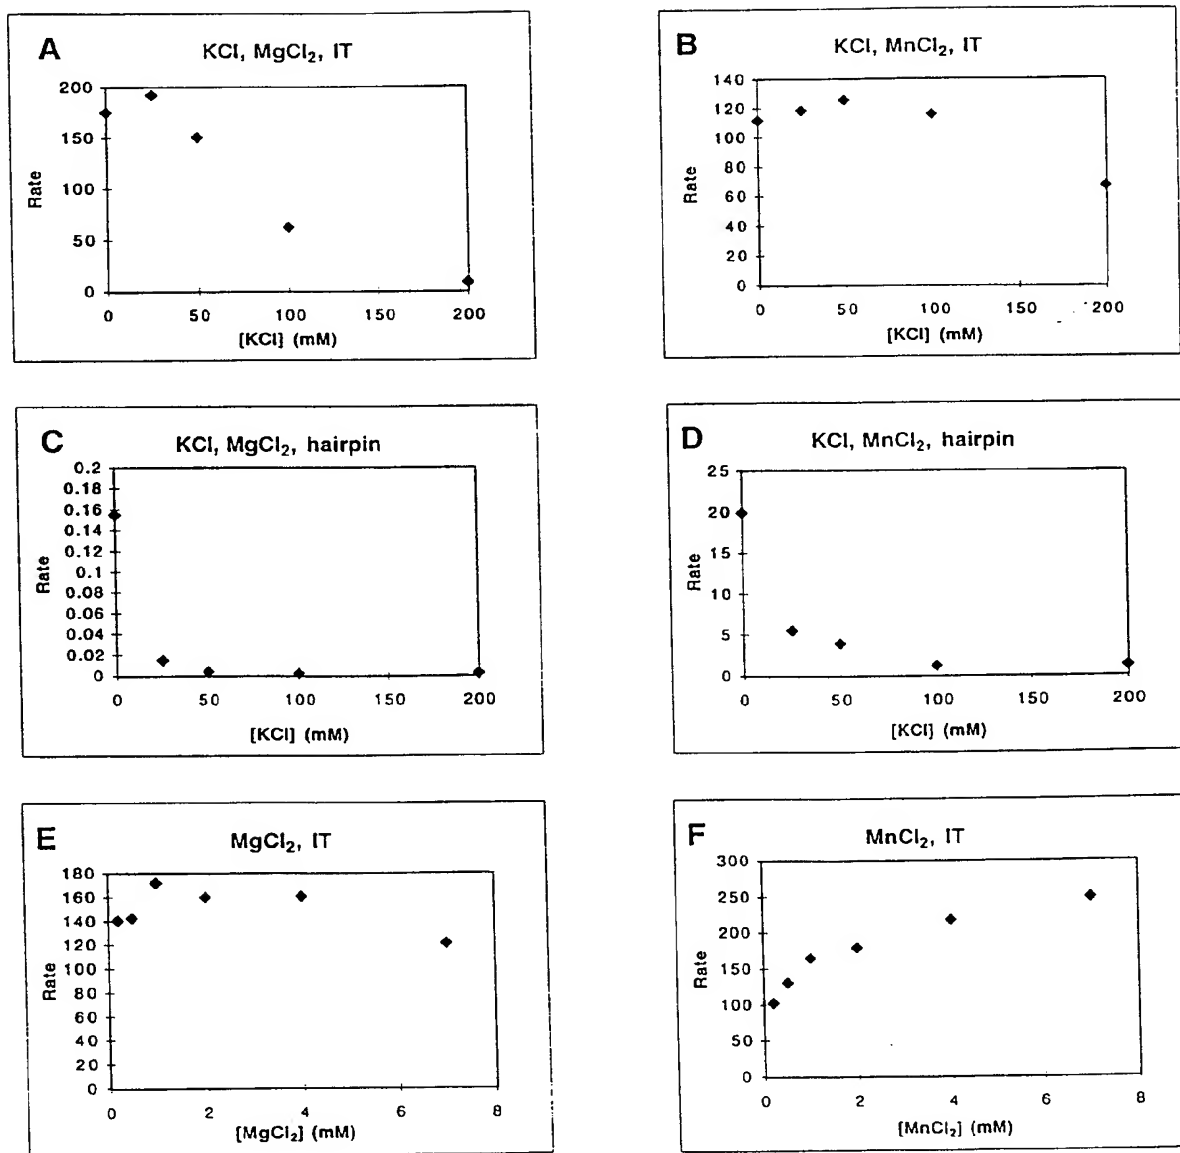 A
KCl, MgCl₂, IT
200
150
100
50
0
Rate
0 50 100 150 200
[KCl] (mM)
B
KCl, MnCl₂, IT
140
120
100
80
60
40
20
0
Rate
0 50 100 150 200
[KCl] (mM)
C
KCl, MgCl₂, hairpin
0.2
0.18
0.16
0.14
0.12
0.1
0.08
0.06
0.04
0.02
0
Rate
0 50 100 150 200
[KCl] (mM)
D
KCl, MnCl₂, hairpin
25
20
15
10
5
0
Rate
0 50 100 150 200
[KCl] (mM)
E
MgCl₂, IT
180
160
140
120
100
80
60
40
20
0
Rate
0 2 4 6 8
[MgCl₂] (mM)
F
MnCl₂, IT
300
250
200
150
100
50
0
Rate
0 2 4 6 8
[MnCl₂] (mM)